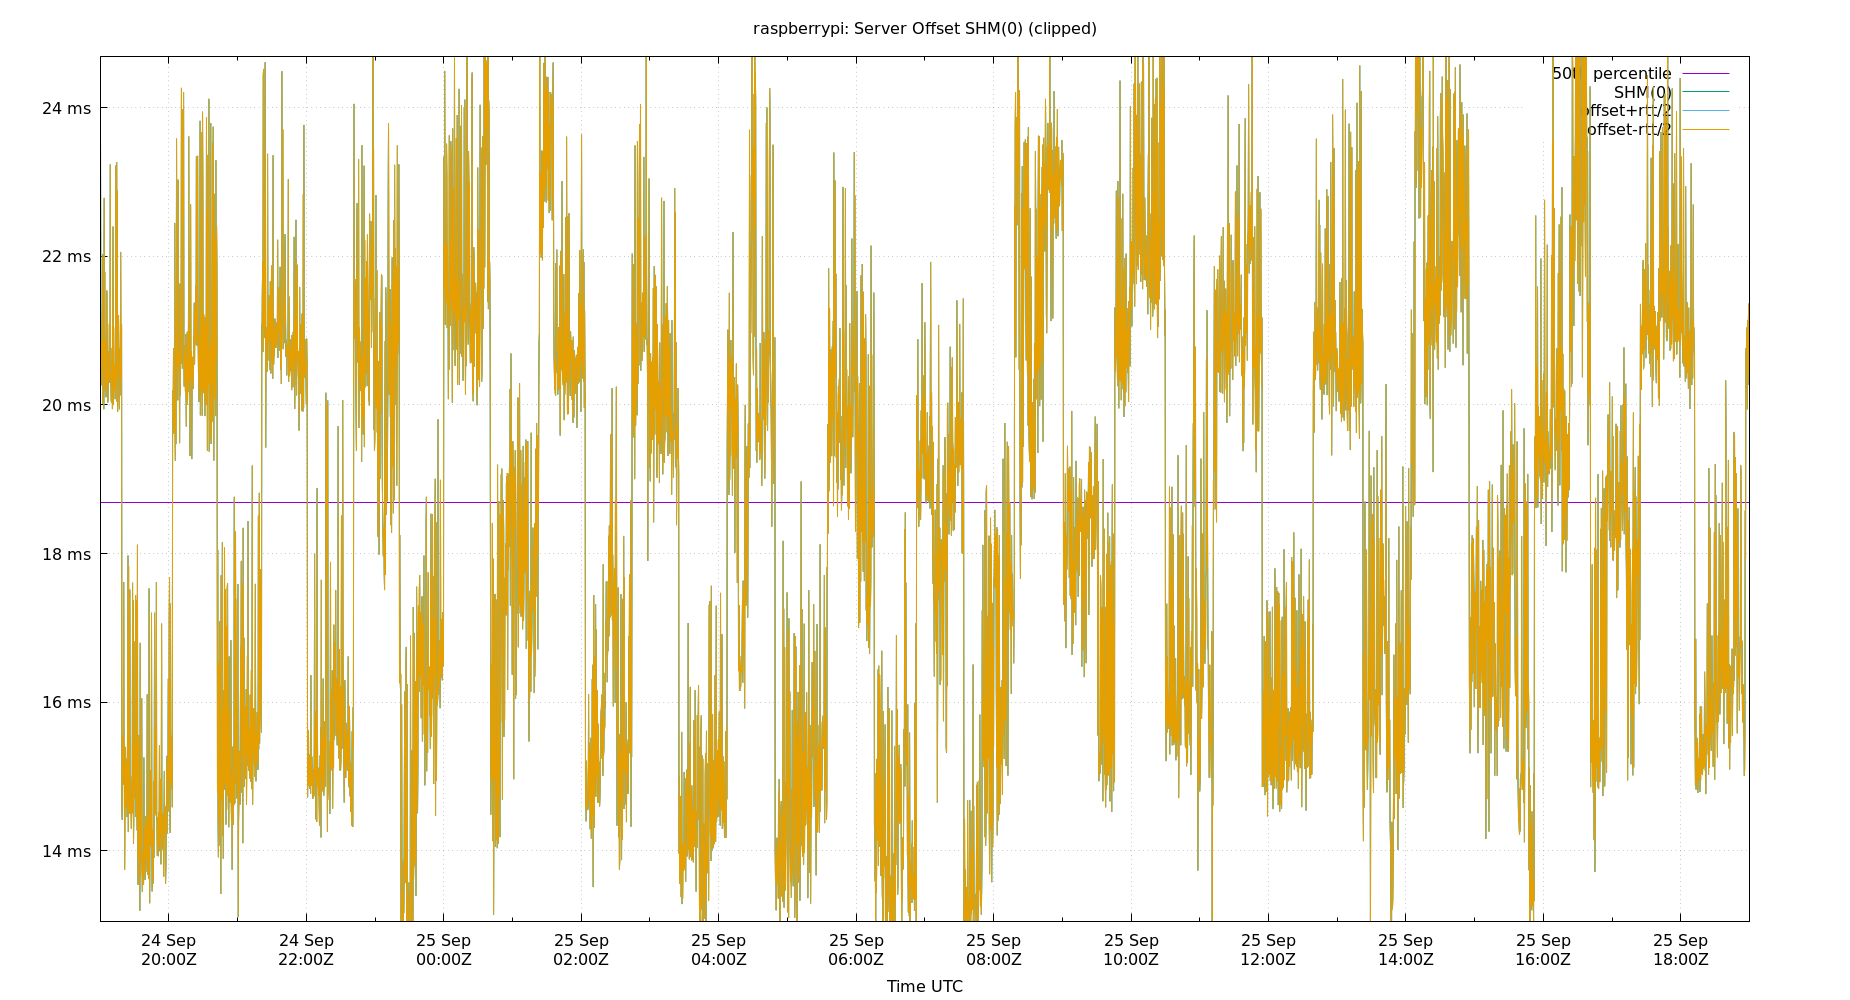 raspberrypi: Server Offset SHM(0) (clipped)
50th percentile
SHM(0)
offset+rtt/2
offset-rtt/2
24 ms
22 ms
20 ms
18 ms
16 ms
14 ms
24 Sep 24 Sep 25 Sep 25 Sep 25 Sep 25 Sep 25 Sep 25 Sep 25 Sep 25 Sep 25 Sep 25 Sep
20:00Z 22:00Z 00:00Z 02:00Z 04:00Z 06:00Z 08:00Z 10:00Z 12:00Z 14:00Z 16:00Z 18:00Z
Time UTC